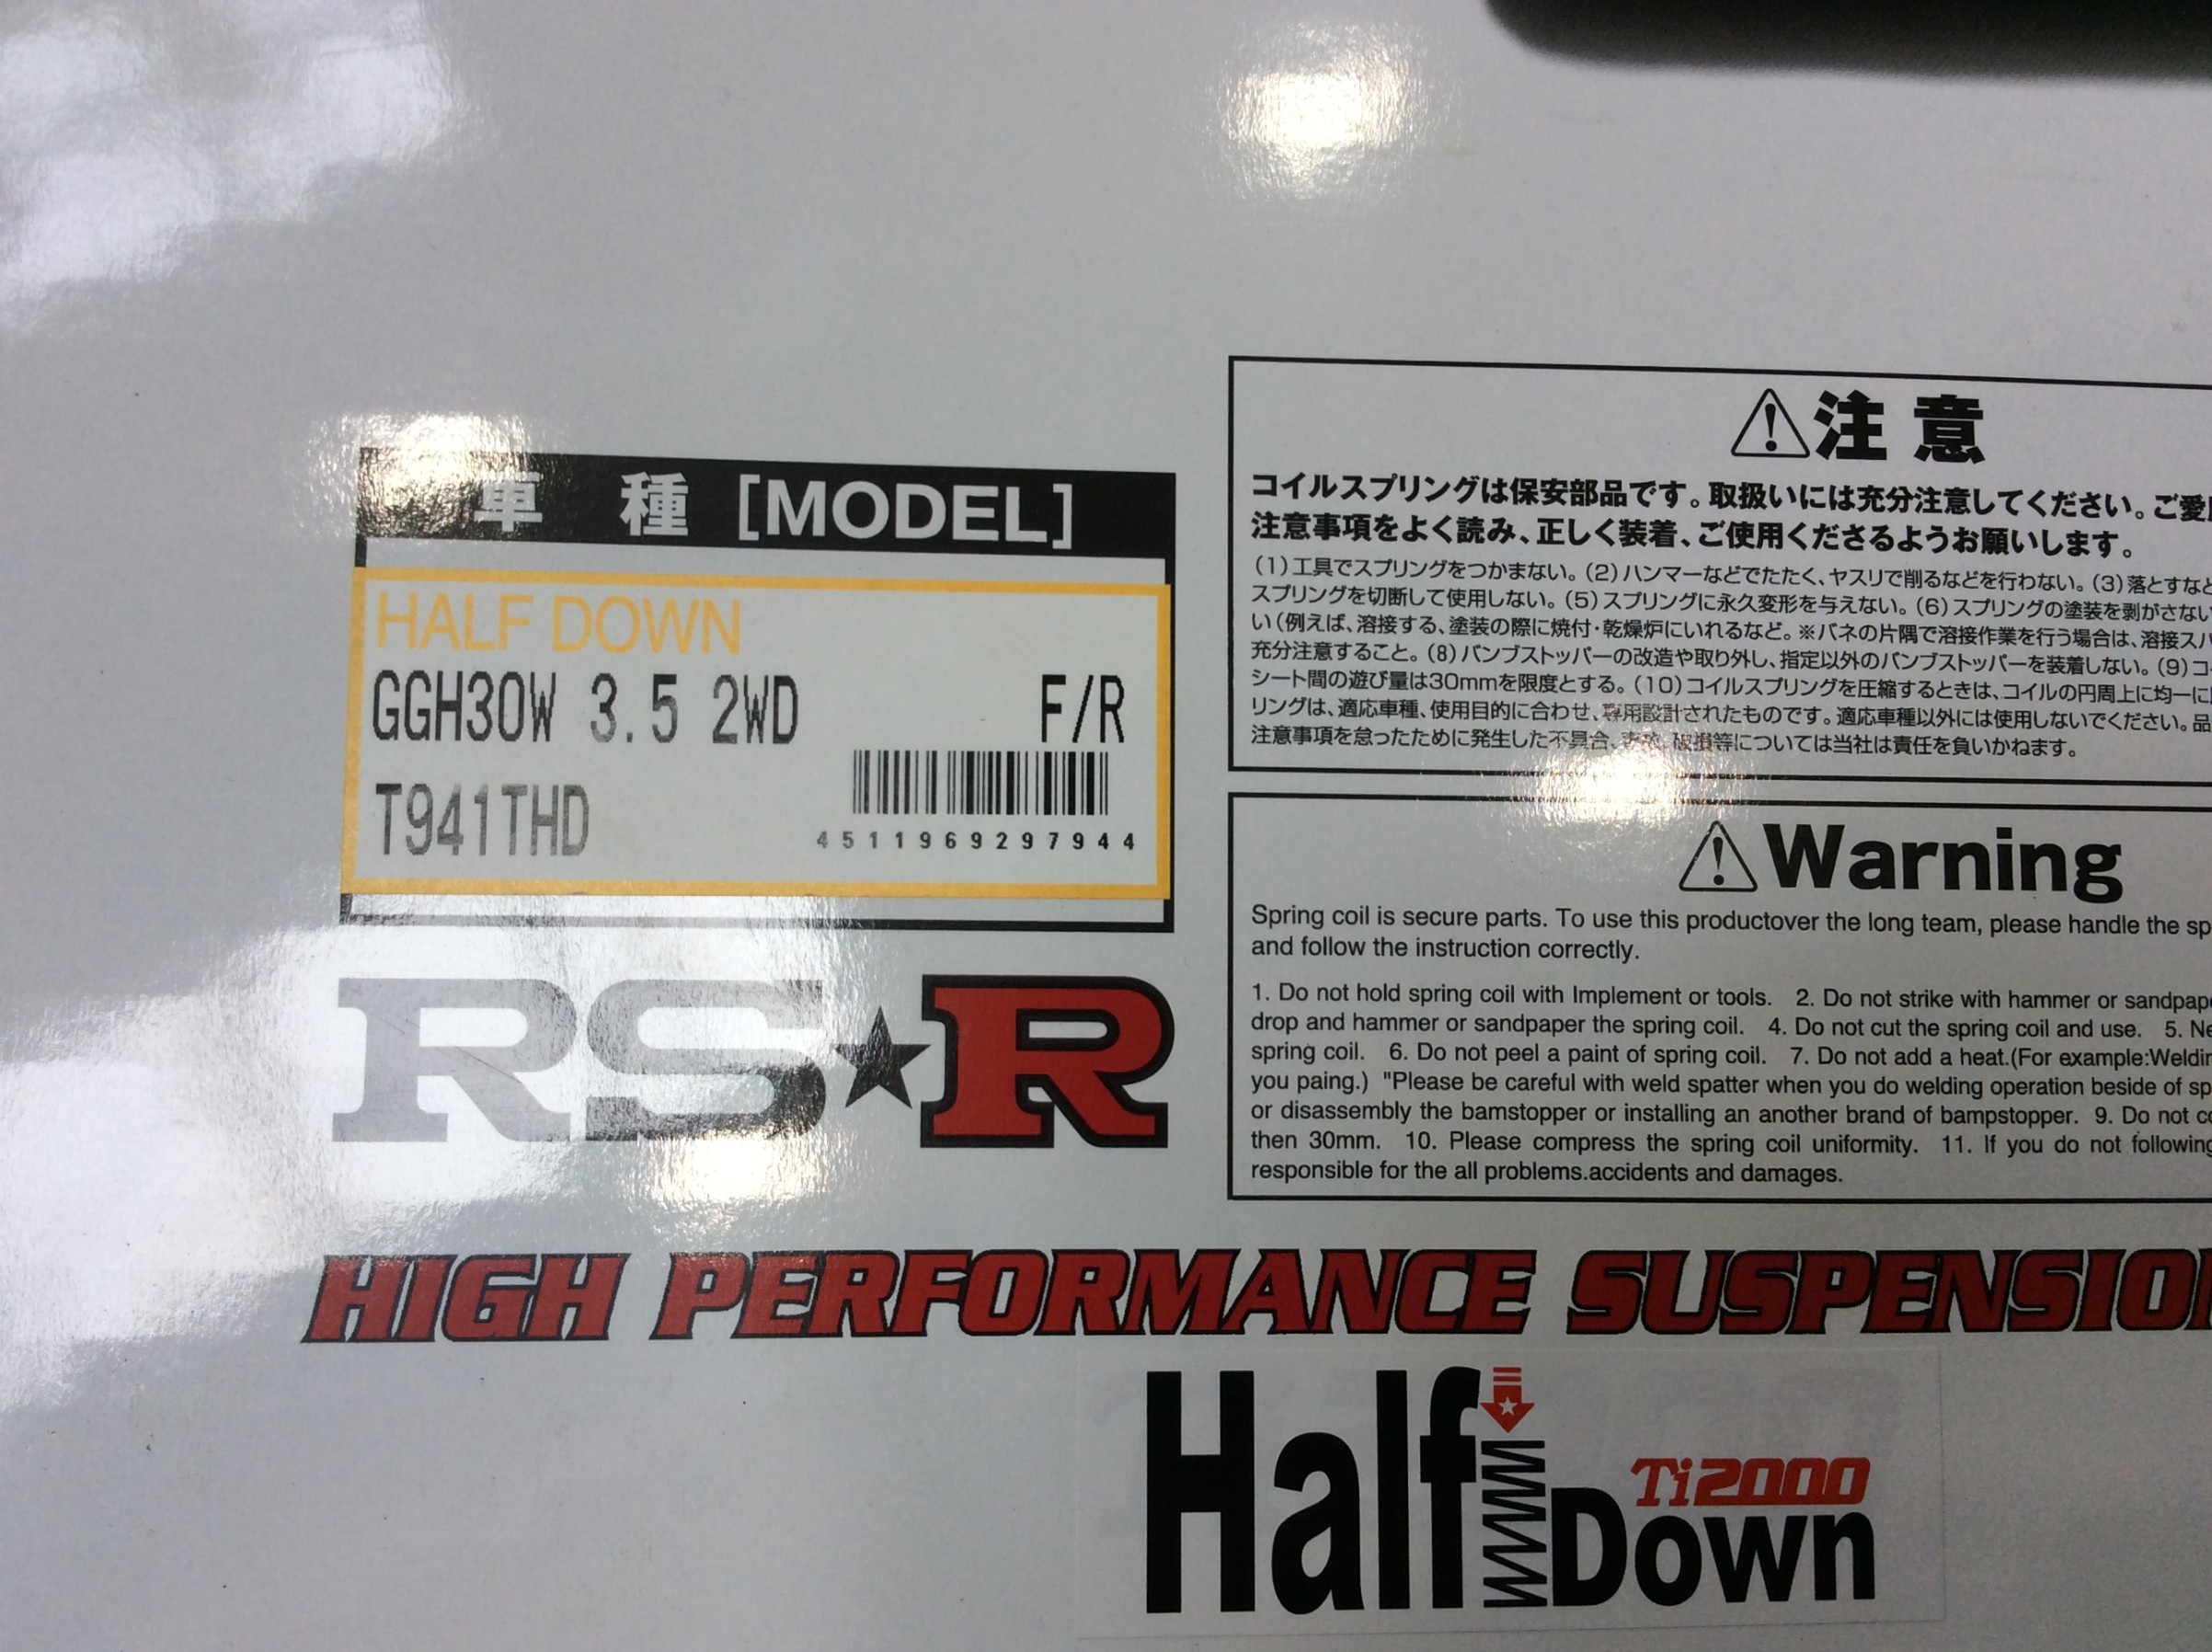 車 種 [MODEL]
HALF DOWN
GGH30W 3.5 2WD F/R
T941THD
4511969297944
RS★R
⚠注 意
コイルスプリングは保安部品です。取扱いには充分注意してください。ご愛
注意事項をよく読み、正しく装着、ご使用くださるようお願いします。
(1)工具でスプリングをつかまない。(2)ハンマーなどでたたく、ヤスリで削るなどを行わない。(3)落とすなど
スプリングを切断して使用しない。(5)スプリングに永久変形を与えない。(6)スプリングの塗装を剥がさない
い(例えば、溶接する、塗装の際に焼付・乾燥炉にいれるなど。※バネの片隅で溶接作業を行う場合は、溶接スパ
充分注意すること。(8)バンプストッパーの改造や取り外し、指定以外のバンプストッパーを装着しない。(9)コ
シート間の遊び量は30mmを限度とする。(10)コイルスプリングを圧縮するときは、コイルの円周上に均一に
リングは、適応車種、使用目的に合わせ、専用設計されたものです。適応車種以外には使用しないでください。品
注意事項を怠ったために発生した不具合、事故、破損等については当社は責任を負いかねます。
⚠Warning
Spring coil is secure parts. To use this productover the long team, please handle the sp
and follow the instruction correctly.
1. Do not hold spring coil with Implement or tools. 2. Do not strike with hammer or sandpap
drop and hammer or sandpaper the spring coil. 4. Do not cut the spring coil and use. 5. Ne
spring coil. 6. Do not peel a paint of spring coil. 7. Do not add a heat.(For example:Weldin
you paing.) "Please be careful with weld spatter when you do welding operation beside of sp
or disassembly the bamstopper or installing an another brand of bampstopper. 9. Do not co
then 30mm. 10. Please compress the spring coil uniformity. 11. If you do not following
responsible for the all problems.accidents and damages.
HIGH PERFORMANCE SUSPENSION
Half Down Ti2000